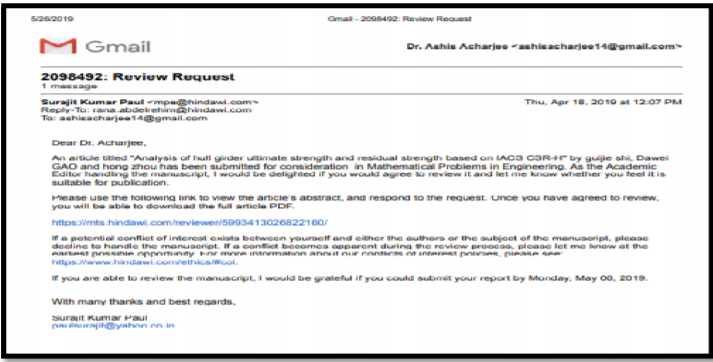 5/26/2019 Gmail - 2098492: Review Request
Gmail Dr. Ashis Acharjee <ashisacharjee14@gmail.com>
2098492: Review Request
1 message
Surajit Kumar Paul <mpe@hindawi.com> Thu, Apr 18, 2019 at 12:07 PM
Reply-To: rana.abdelrehim@hindawi.com
To: ashisacharjee14@gmail.com
Dear Dr. Acharjee,
An article titled "Analysis of hull girder ultimate strength and residual strength based on IACS CSR-H" by guijie shi, Dawei
GAO and hong zhou has been submitted for consideration in Mathematical Problems in Engineering. As the Academic
Editor handling the manuscript, I would be delighted if you would agree to review it and let me know whether you feel it is
suitable for publication.
Please use the following link to view the article's abstract, and respond to the request. Once you have agreed to review,
you will be able to download the full article PDF.
https://mts.hindawi.com/reviewer/5993413026822160/
If a potential conflict of interest exists between yourself and either the authors or the subject of the manuscript, please
decline to handle the manuscript. If a conflict becomes apparent during the review process, please let me know at the
earliest possible opportunity. For more information about our conflicts of interest policies, please see:
https://www.hindawi.com/ethics/#coi.
If you are able to review the manuscript, I would be grateful if you could submit your report by Monday, May 06, 2019.
With many thanks and best regards,
Surajit Kumar Paul
paulsurajit@yahoo.co.in